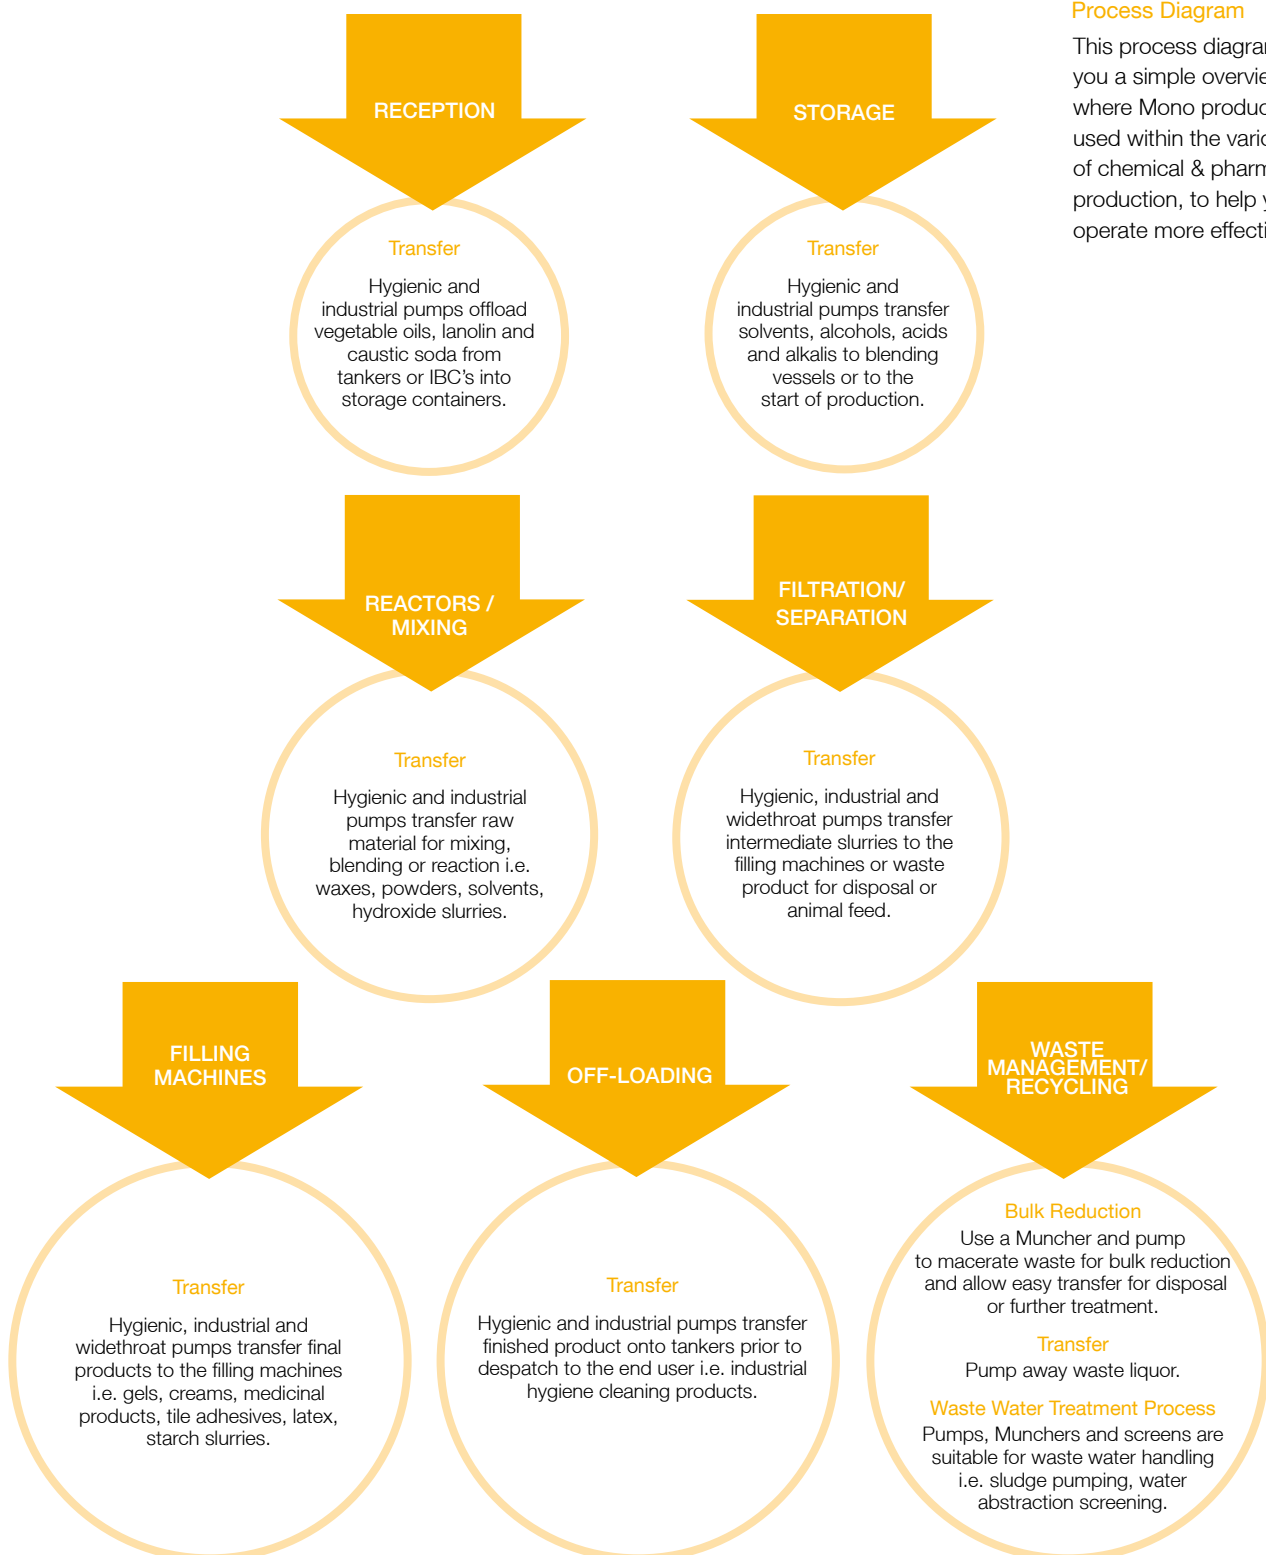 Process Diagram
This process diagram
you a simple overview
where Mono produc
used within the vario
of chemical & pharm
production, to help y
operate more effecti
RECEPTION
Transfer
Hygienic and
industrial pumps offload
vegetable oils, lanolin and
caustic soda from
tankers or IBC’s into
storage containers.
STORAGE
Transfer
Hygienic and
industrial pumps transfer
solvents, alcohols, acids
and alkalis to blending
vessels or to the
start of production.
REACTORS /
MIXING
Transfer
Hygienic and industrial
pumps transfer raw
material for mixing,
blending or reaction i.e.
waxes, powders, solvents,
hydroxide slurries.
FILTRATION/
SEPARATION
Transfer
Hygienic, industrial and
widethroat pumps transfer
intermediate slurries to the
filling machines or waste
product for disposal or
animal feed.
FILLING
MACHINES
Transfer
Hygienic, industrial and
widethroat pumps transfer final
products to the filling machines
i.e. gels, creams, medicinal
products, tile adhesives, latex,
starch slurries.
OFF-LOADING
Transfer
Hygienic and industrial pumps transfer
finished product onto tankers prior to
despatch to the end user i.e. industrial
hygiene cleaning products.
WASTE
MANAGEMENT/
RECYCLING
Bulk Reduction
Use a Muncher and pump
to macerate waste for bulk reduction
and allow easy transfer for disposal
or further treatment.
Transfer
Pump away waste liquor.
Waste Water Treatment Process
Pumps, Munchers and screens are
suitable for waste water handling
i.e. sludge pumping, water
abstraction screening.